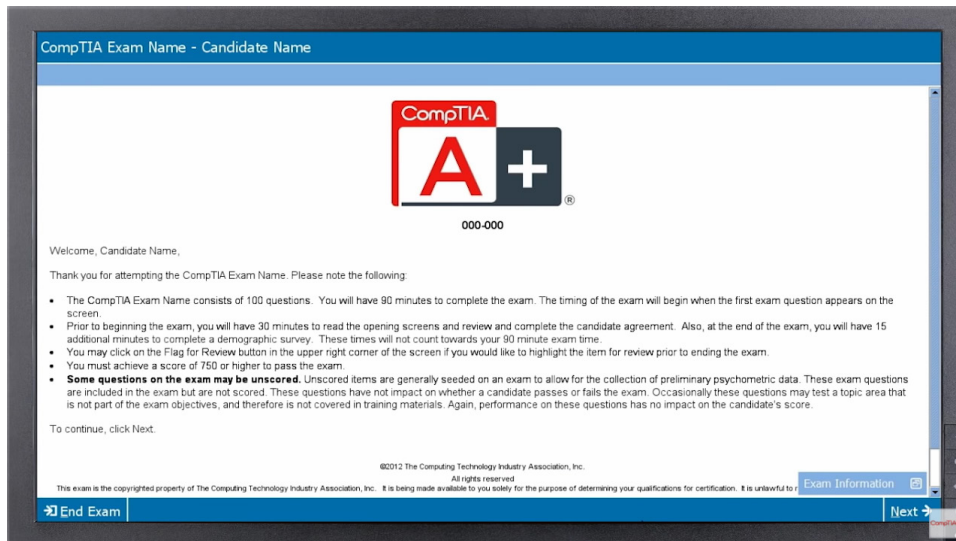 CompTIA Exam Name - Candidate Name
CompTIA.
A+
®
000-000
Welcome, Candidate Name,
Thank you for attempting the CompTIA Exam Name. Please note the following:
• The CompTIA Exam Name consists of 100 questions. You will have 90 minutes to complete the exam. The timing of the exam will begin when the first exam question appears on the
screen.
• Prior to beginning the exam, you will have 30 minutes to read the opening screens and review and complete the candidate agreement. Also, at the end of the exam, you will have 15
additional minutes to complete a demographic survey. These times will not count towards your 90 minute exam time.
• You may click on the Flag for Review button in the upper right corner of the screen if you would like to highlight the item for review prior to ending the exam.
• You must achieve a score of 750 or higher to pass the exam.
• Some questions on the exam may be unscored. Unscored items are generally seeded on an exam to allow for the collection of preliminary psychometric data. These exam questions
are included in the exam but are not scored. These questions have not impact on whether a candidate passes or fails the exam. Occasionally these questions may test a topic area that
is not part of the exam objectives, and therefore is not covered in training materials. Again, performance on these questions has no impact on the candidate's score.
To continue, click Next.
©2012 The Computing Technology Industry Association, Inc.
All rights reserved
This exam is the copyrighted property of The Computing Technology Industry Association, Inc. It is being made available to you solely for the purpose of determining your qualifications for certification. It is unlawful to r
Exam Information
End Exam
Next
CompTIA